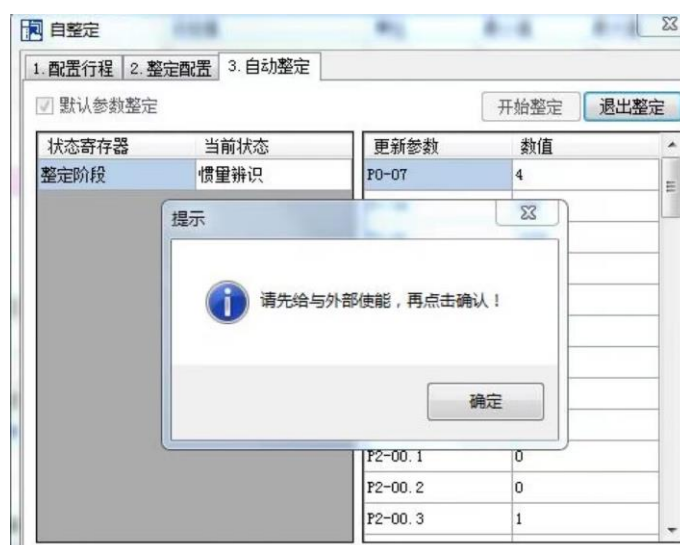 自整定
1.配置行程 2.整定配置 3.自动整定
默认参数整定 开始整定 退出整定
状态寄存器 当前状态 更新参数 数值
整定阶段 惯量辨识 P0-07 4
提示
请先给与外部使能，再点击确认！
确定
P2-00.1 0
P2-00.2 0
P2-00.3 1